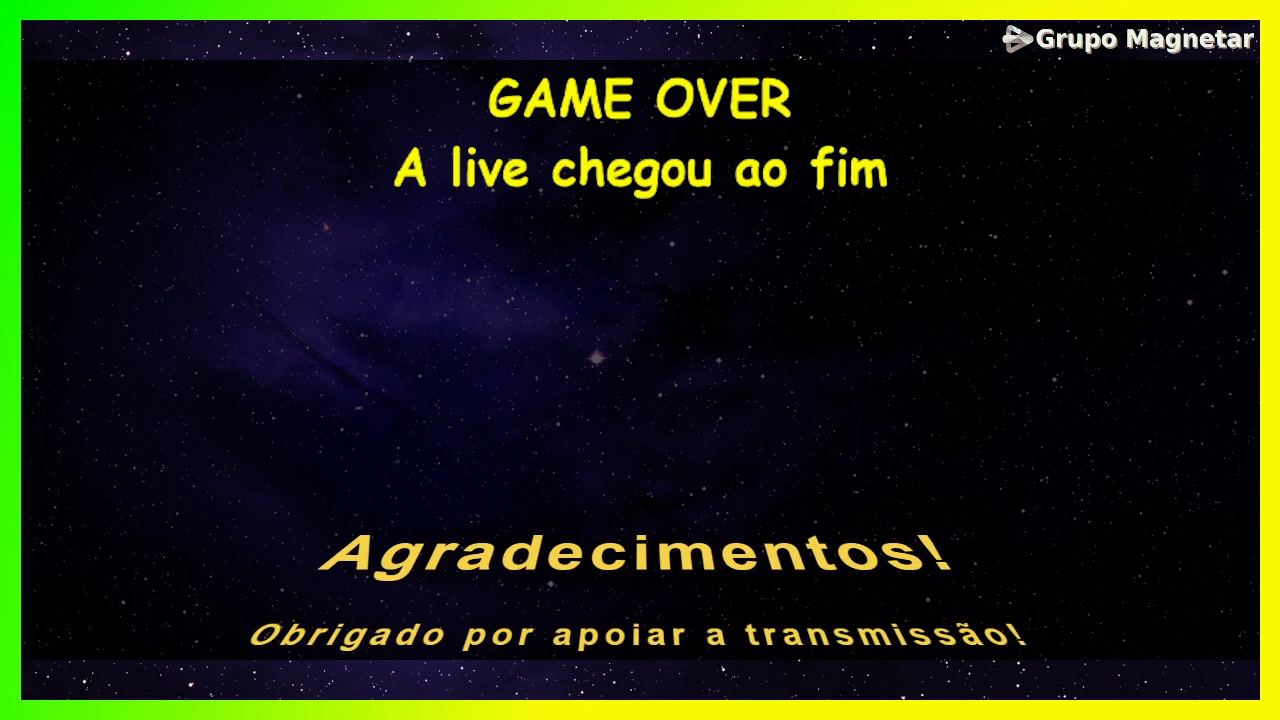 Grupo Magnetar
GAME OVER
A live chegou ao fim
Agradecimentos!
Obrigado por apoiar a transmissão!